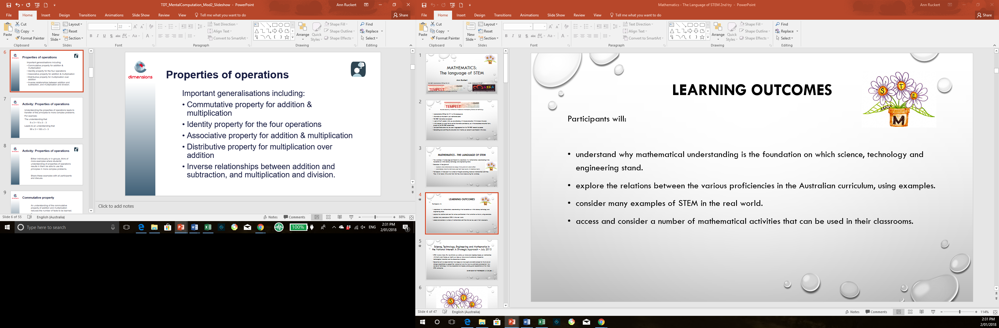 TDT_MentalComputation_Mod2_Slideshow - PowerPoint
Ann Ruckert
File Home Insert Design Transitions Animations Slide Show Review View Tell me what you want to do
Share
Paste
Cut
Copy
Format Painter
Clipboard
New Slide
Layout
Reset
Section
Slides
22
Font
Text Direction
Align Text
Convert to SmartArt
Paragraph
Arrange
Quick Styles
Shape Fill
Shape Outline
Shape Effects
Drawing
Find
Replace
Select
Editing
6
Properties of operations
Important generalisations including:
• Commutative property for addition &
multiplication
• Identity property for the four operations
• Associative property for addition & multiplication
• Distributive property for multiplication over
addition
• Inverse relationships between addition and
subtraction, and multiplication and division.
7
Activity: Properties of operations
Understanding the properties of operations leads to
transfer of the principles to more complex problems.
For example:
The understanding that
9 x 3 = 10 x 3 – 3
Leads to an understanding that
99 x 3 = 100 x 3 - 3
8
Activity: Properties of operations
Either individually or in groups, think of
more examples where students'
understanding of properties of operations
results in them be able to use the
principles in more complex problems.
Share these examples with all participants
and discuss.
9
Commutative property
An understanding of the commutative
property of addition and multiplication
reduces the number of facts to be learned.
dimensions
Properties of operations
Important generalisations including:
• Commutative property for addition &
multiplication
• Identity property for the four operations
• Associative property for addition & multiplication
• Distributive property for multiplication over
addition
• Inverse relationships between addition and
subtraction, and multiplication and division.
Click to add notes
Slide 6 of 55 English (Australia)
Notes Comments 88%
Type here to search
100%
ENG
2:31 PM
2/01/2018
1
Mathematics - The Language of STEM 2nd try - PowerPoint
Ann Ruckert
File Home Insert Design Transitions Animations Slide Show Review View Tell me what you want to do
Share
Paste
Cut
Copy
Format Painter
Clipboard
New Slide
Layout
Reset
Section
Slides
Font
Text Direction
Align Text
Convert to SmartArt
Paragraph
Arrange
Quick Styles
Shape Fill
Shape Outline
Shape Effects
Drawing
Find
Replace
Select
Editing
1
MATHEMATICS:
The language of STEM
Ann Ruckert
TEMPEST
MASA
2
TEMPEST
3
MATHEMATICS - THE LANGUAGE OF STEM
4
LEARNING OUTCOMES
5
Science, Technology, Engineering and Mathematics in
the National Interest: A Strategic Approach – July 2013
6
S T E
LEARNING OUTCOMES
S T E
MASA
M
Participants will:
• understand why mathematical understanding is the foundation on which science, technology and
engineering stand.
• explore the relations between the various proficiencies in the Australian curriculum, using examples.
• consider many examples of STEM in the real world.
• access and consider a number of mathematical activities that can be used in their classrooms.
Slide 4 of 47 English (Australia)
Notes Comments 114%
2:31 PM
2/01/2018